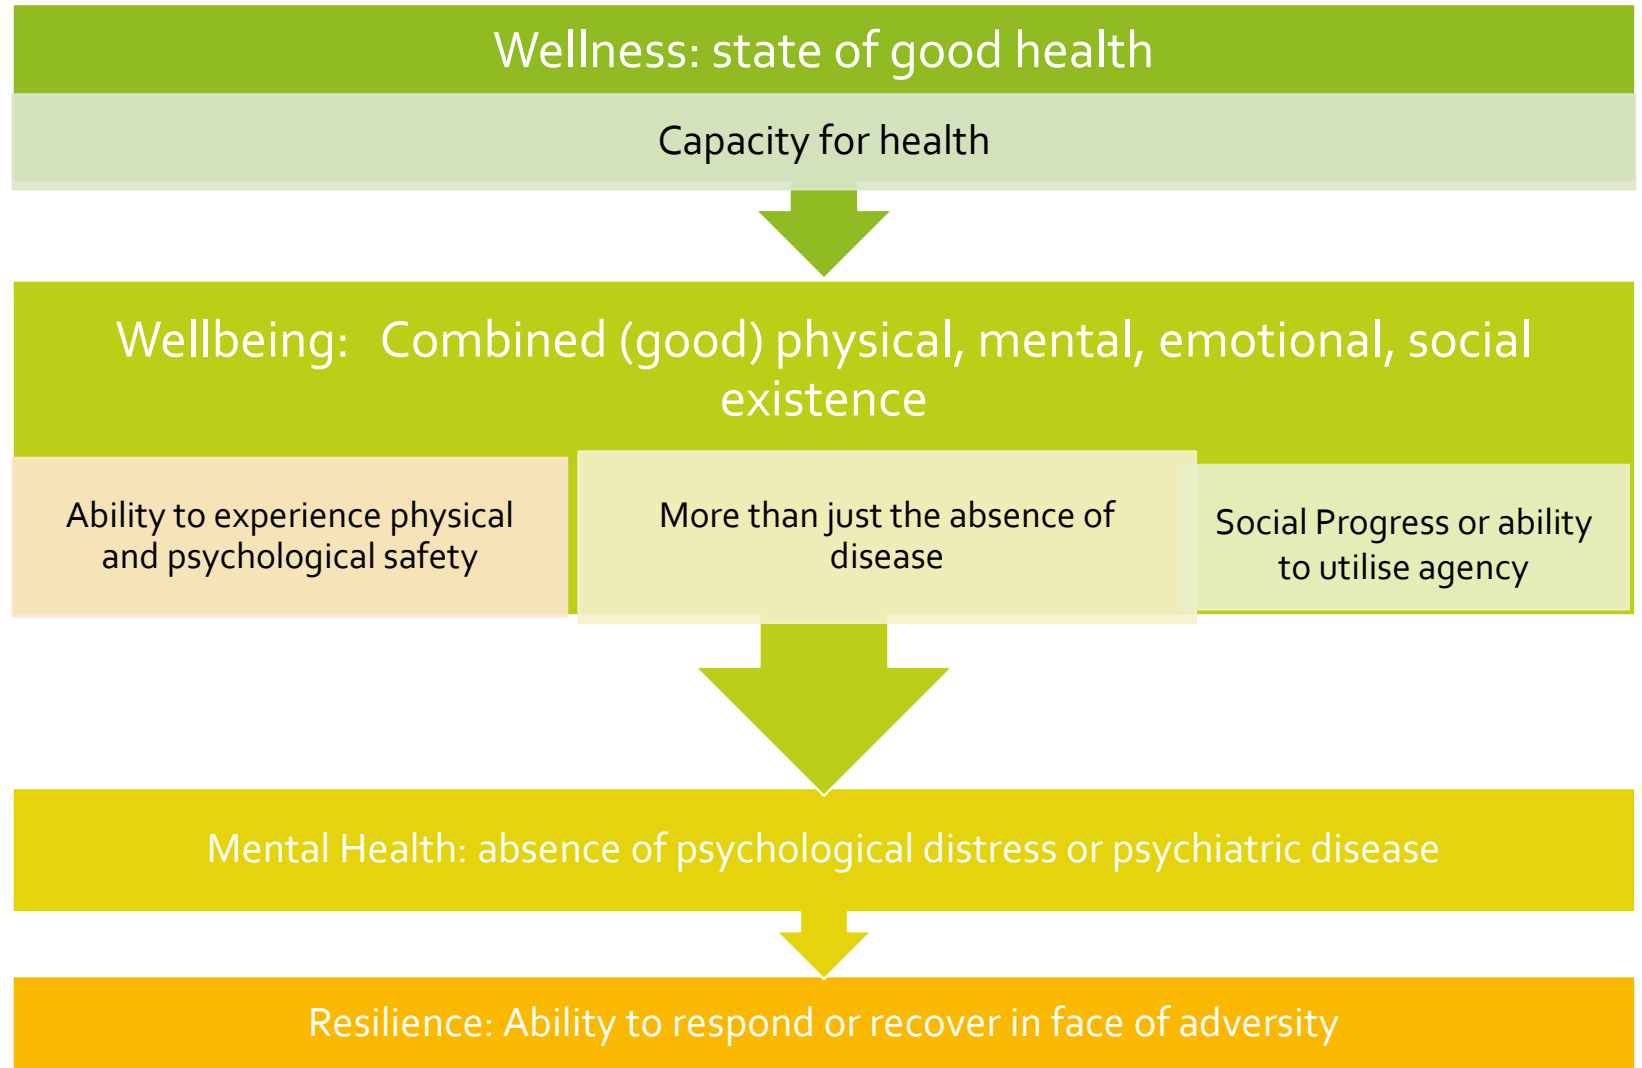 Wellness: state of good health
Capacity for health
Wellbeing:   Combined (good) physical, mental, emotional, social
existence
Ability to experience physical
and psychological safety
More than just the absence of
disease
Social Progress or ability
to utilise agency
Mental Health: absence of psychological distress or psychiatric disease
Resilience: Ability to respond or recover in face of adversity